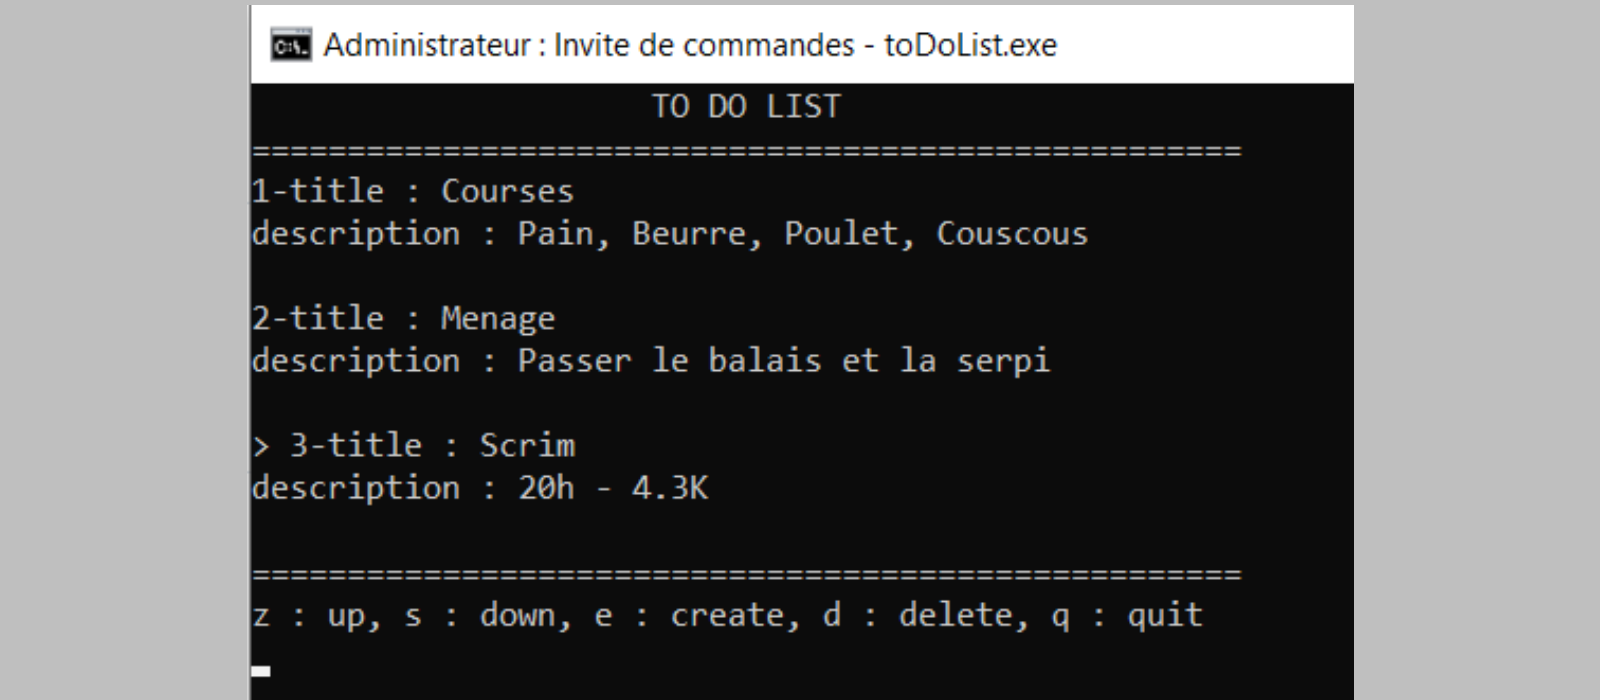 Administrateur : Invite de commandes - toDoList.exe
TO DO LIST
====================================================
1-title : Courses
description : Pain, Beurre, Poulet, Couscous
2-title : Menage
description : Passer le balais et la serpi
> 3-title : Scrim
description : 20h - 4.3K
====================================================
z : up, s : down, e : create, d : delete, q : quit